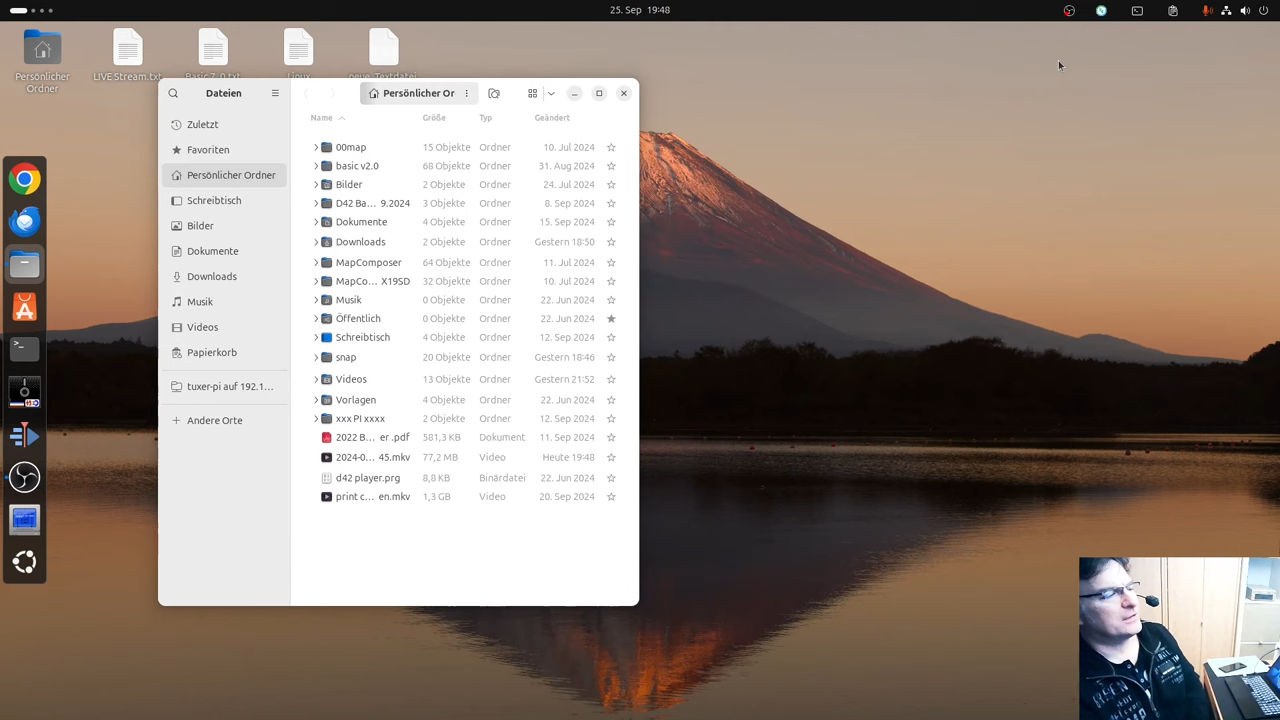 25. Sep 19:48
Persönlicher Ordner
LIVE Stream.txt
Basic 7_0.txt
Linux
neue_Textdatei
Dateien
Persönlicher Or
Zuletzt
Favoriten
Persönlicher Ordner
Schreibtisch
Bilder
Dokumente
Downloads
Musik
Videos
Papierkorb
tuxer-pi auf 192.1…
Andere Orte
Name Größe Typ Geändert
00map 15 Objekte Ordner 10. Jul 2024
basic v2.0 68 Objekte Ordner 31. Aug 2024
Bilder 2 Objekte Ordner 24. Jul 2024
D42 Ba… 9.2024 3 Objekte Ordner 8. Sep 2024
Dokumente 4 Objekte Ordner 15. Sep 2024
Downloads 2 Objekte Ordner Gestern 18:50
MapComposer 64 Objekte Ordner 11. Jul 2024
MapCo… X19SD 32 Objekte Ordner 10. Jul 2024
Musik 0 Objekte Ordner 22. Jun 2024
Öffentlich 0 Objekte Ordner 22. Jun 2024
Schreibtisch 4 Objekte Ordner 12. Sep 2024
snap 20 Objekte Ordner Gestern 18:46
Videos 13 Objekte Ordner Gestern 21:52
Vorlagen 4 Objekte Ordner 22. Jun 2024
xxx PI xxxx 2 Objekte Ordner 12. Sep 2024
2022 B… er .pdf 581,3 KB Dokument 11. Sep 2024
2024-0… 45.mkv 77,2 MB Video Heute 19:48
d42 player.prg 8,8 KB Binärdatei 22. Jun 2024
print c… en.mkv 1,3 GB Video 20. Sep 2024